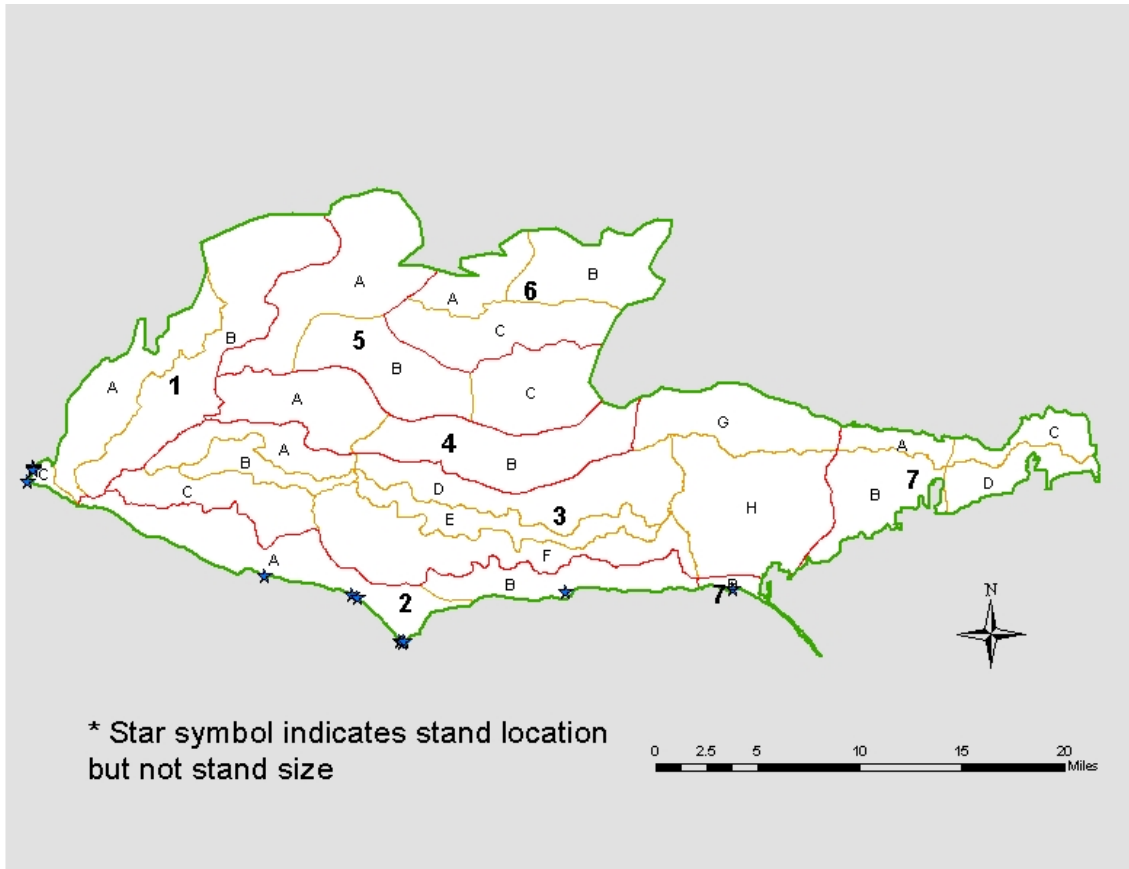 A
B
6
A
C
5
B
B
1
A
C
A
G
A
C
4
B
A
B
7
C
D
D
C
B
E
3
H
F
A
B
B
2
7
N
* Star symbol indicates stand location
but not stand size
0 2.5 5 10 15 20
Miles